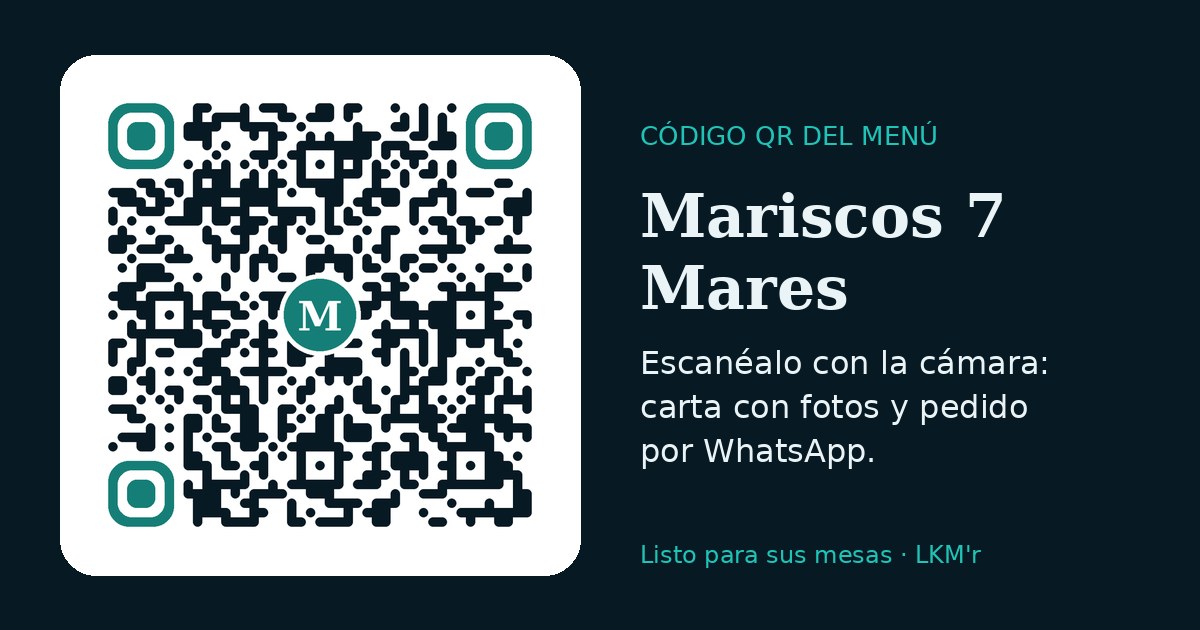 M
CÓDIGO QR DEL MENÚ
Mariscos 7
Mares
Escanéalo con la cámara:
carta con fotos y pedido
por WhatsApp.
Listo para sus mesas · LKM'r